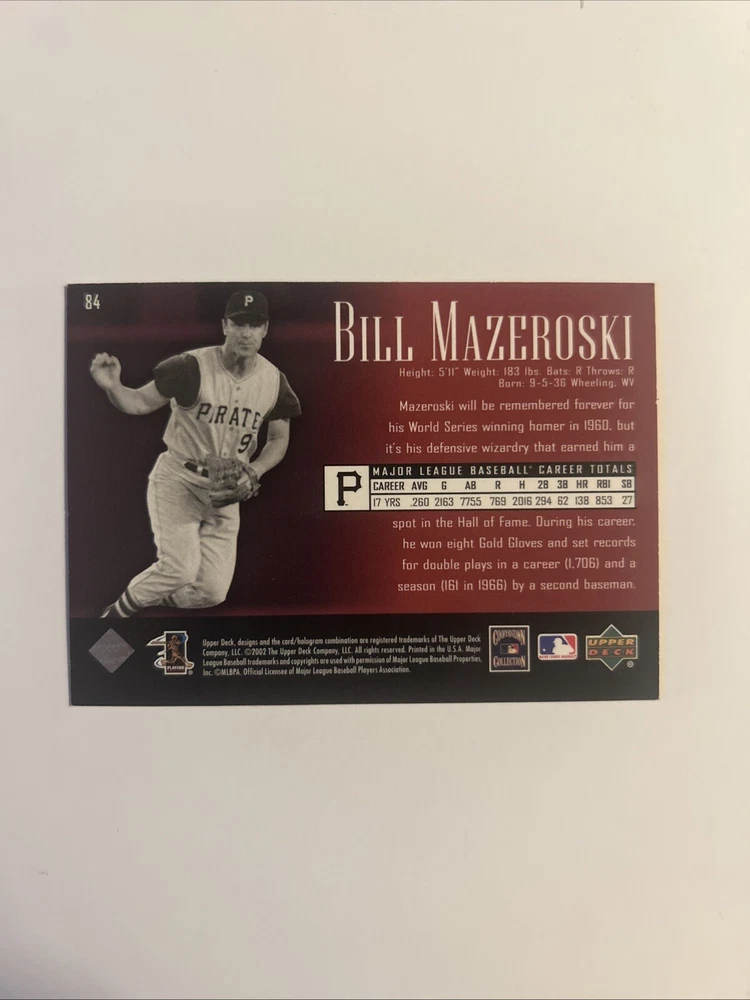 84
P
PIRATE
9
BILL MAZEROSKI
Height: 5'11" Weight: 183 lbs. Bats: R Throws: R
Born: 9-5-36 Wheeling, WV
Mazeroski will be remembered forever for
his World Series winning homer in 1960, but
it's his defensive wizardry that earned him a
P
MAJOR LEAGUE BASEBALL® CAREER TOTALS
CAREER AVG G AB R H 2B 3B HR RBI SB
17 YRS .260 2163 7755 769 2016 294 62 138 853 27
spot in the Hall of Fame. During his career,
he won eight Gold Gloves and set records
for double plays in a career (1,706) and a
season (161 in 1966) by a second baseman.
PLAYERS
Upper Deck, designs and the card/hologram combination are registered trademarks of The Upper Deck
Company, LLC. ©2002 The Upper Deck Company, LLC. All rights reserved. Printed in the U.S.A. Major
League Baseball trademarks and copyrights are used with permission of Major League Baseball Properties,
Inc. ©MLBPA. Official Licensee of Major League Baseball Players Association.
COOPERSTOWN
COLLECTION
UPPER
DECK
®